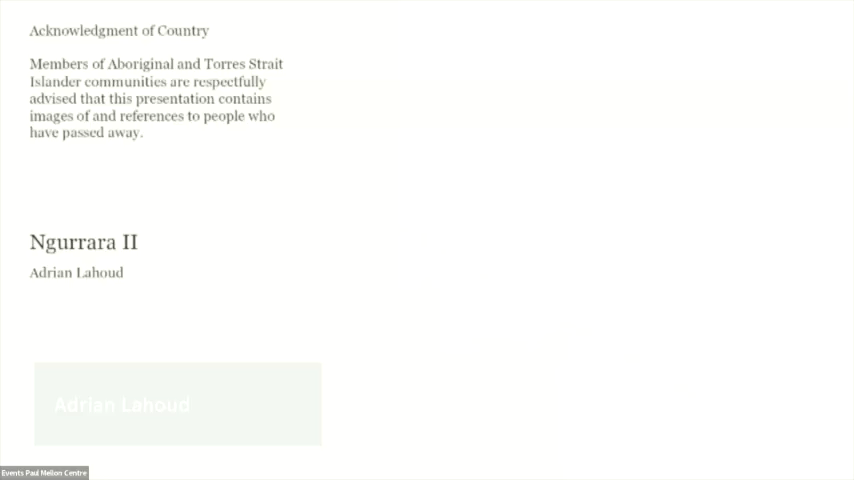 Acknowledgment of Country
Members of Aboriginal and Torres Strait
Islander communities are respectfully
advised that this presentation contains
images of and references to people who
have passed away.
Ngurrara II
Adrian Lahoud
Adrian Lahoud
Events Paul Mellon Centre